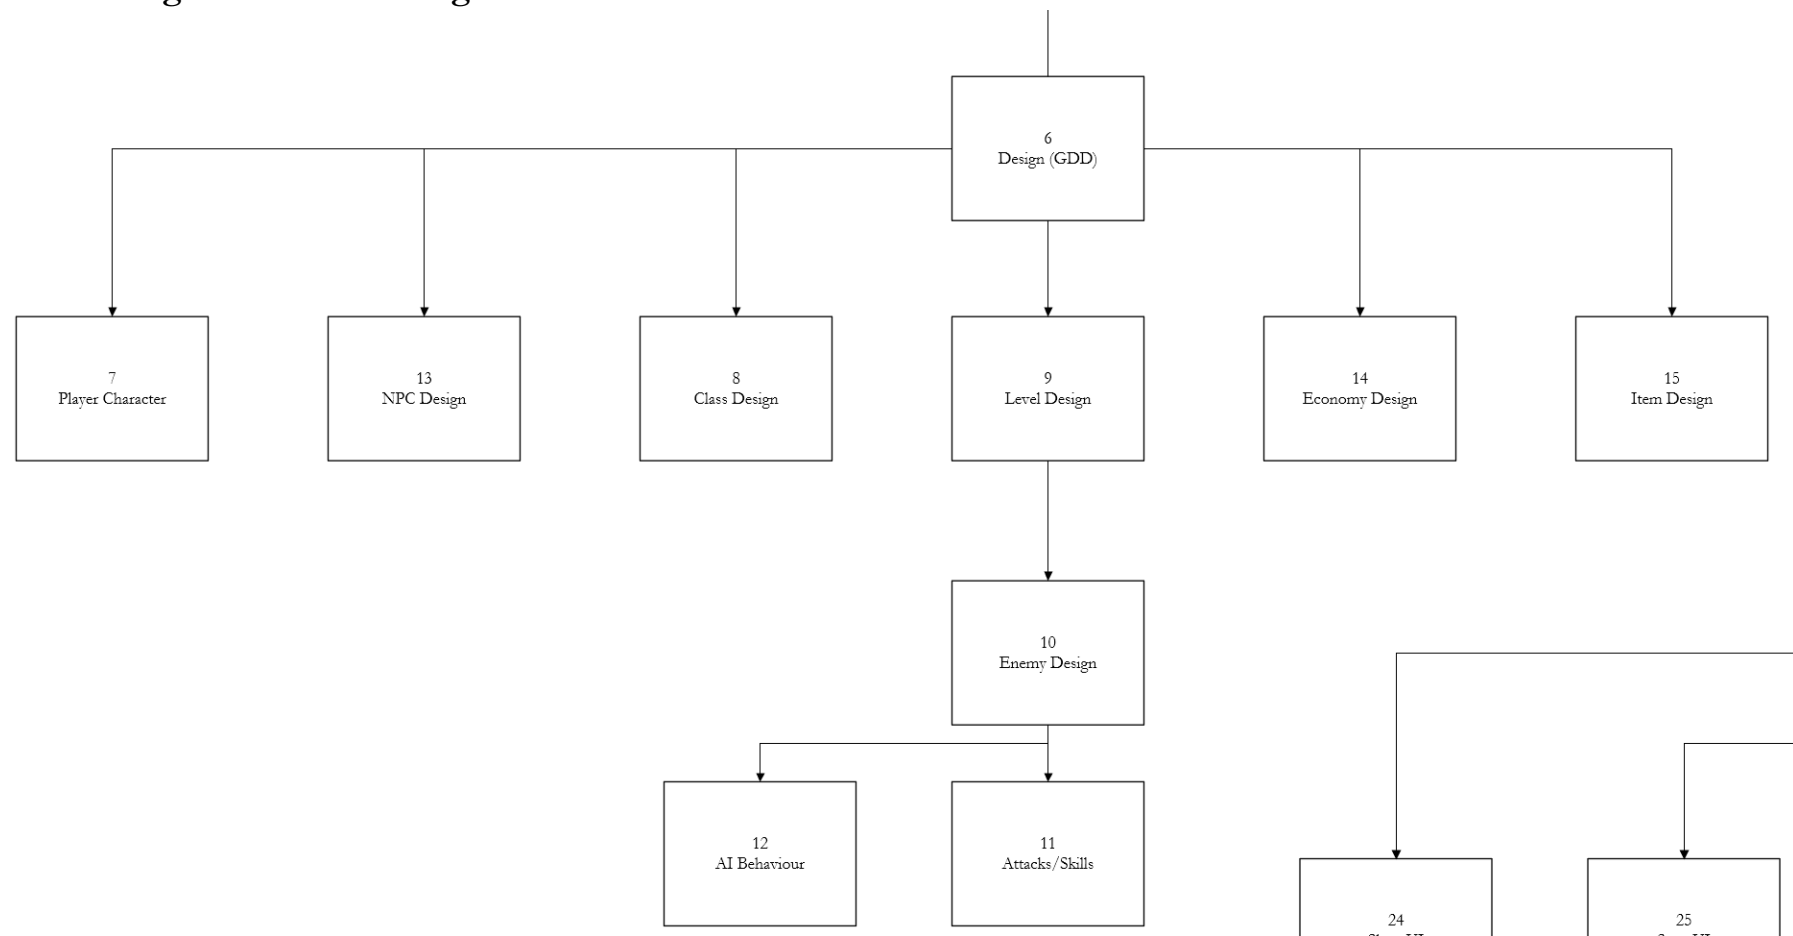 6
Design (GDD)
7
Player Character
13
NPC Design
8
Class Design
9
Level Design
14
Economy Design
15
Item Design
10
Enemy Design
12
AI Behaviour
11
Attacks/Skills
24
25